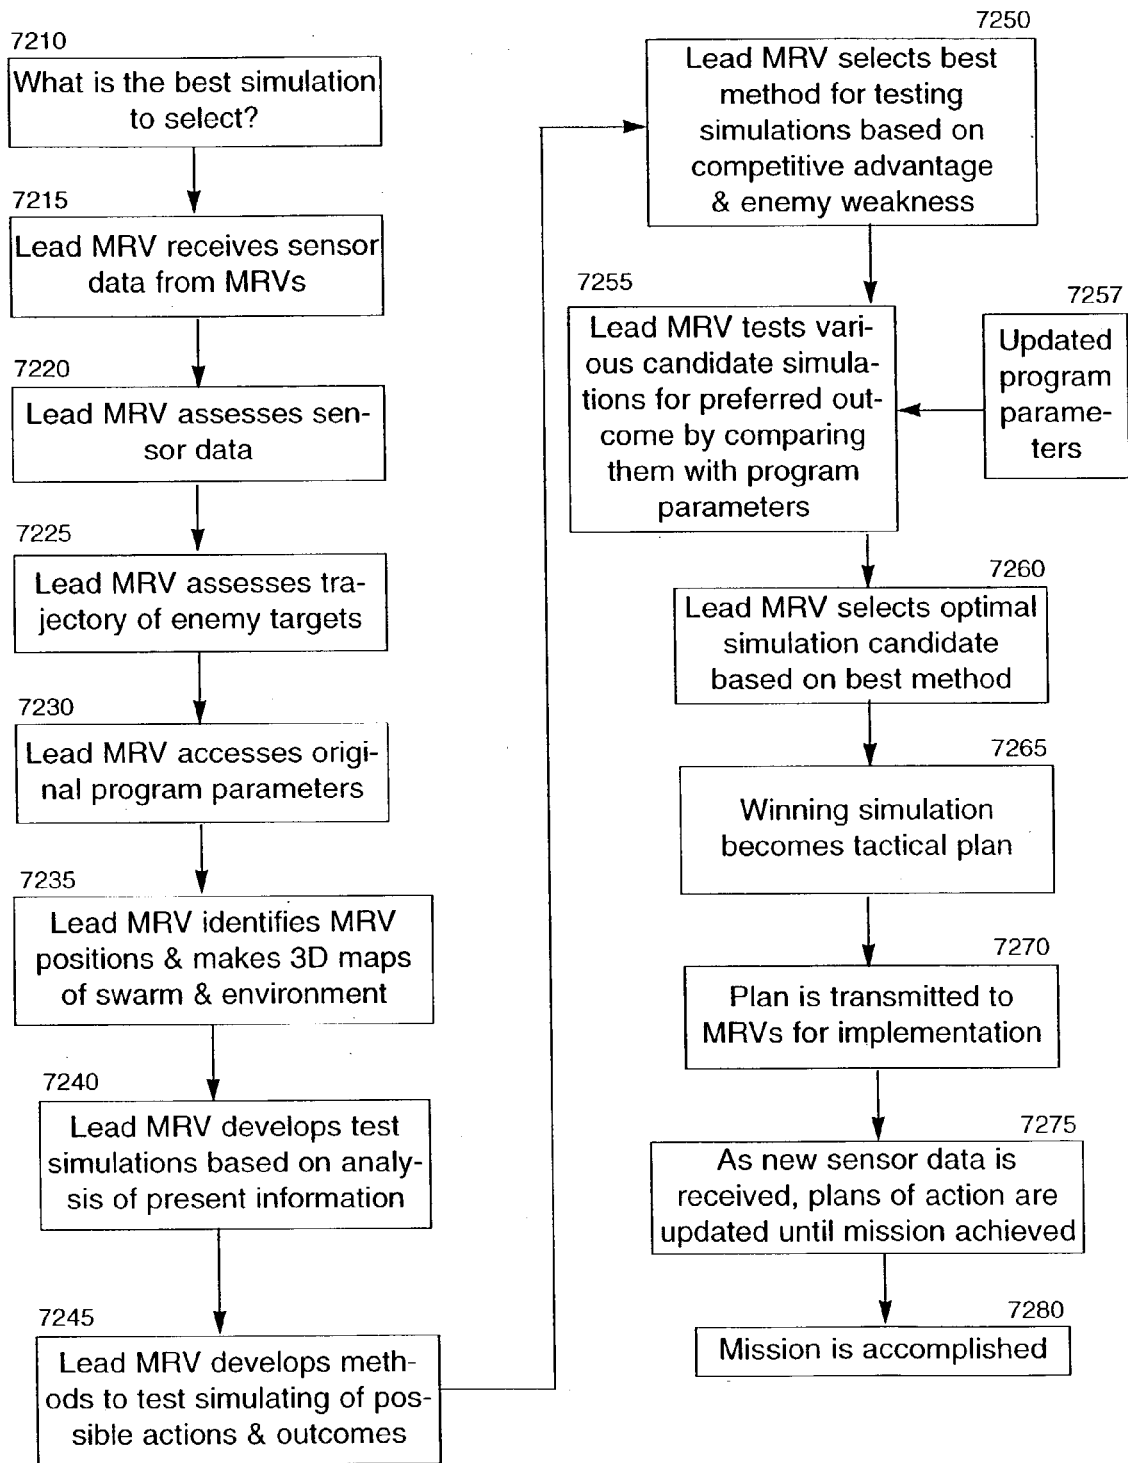 7210
What is the best simulation
to select?
7215
Lead MRV receives sensor
data from MRVs
7220
Lead MRV assesses sen-
sor data
7225
Lead MRV assesses tra-
jectory of enemy targets
7230
Lead MRV accesses origi-
nal program parameters
7235
Lead MRV identifies MRV
positions & makes 3D maps
of swarm & environment
7240
Lead MRV develops test
simulations based on analy-
sis of present information
7245
Lead MRV develops meth-
ods to test simulating of pos-
sible actions & outcomes
7250
Lead MRV selects best
method for testing
simulations based on
competitive advantage
& enemy weakness
7255
Lead MRV tests vari-
ous candidate simula-
tions for preferred out-
come by comparing
them with program
parameters
7257
Updated
program
parame-
ters
7260
Lead MRV selects optimal
simulation candidate
based on best method
7265
Winning simulation
becomes tactical plan
7270
Plan is transmitted to
MRVs for implementation
7275
As new sensor data is
received, plans of action are
updated until mission achieved
7280
Mission is accomplished